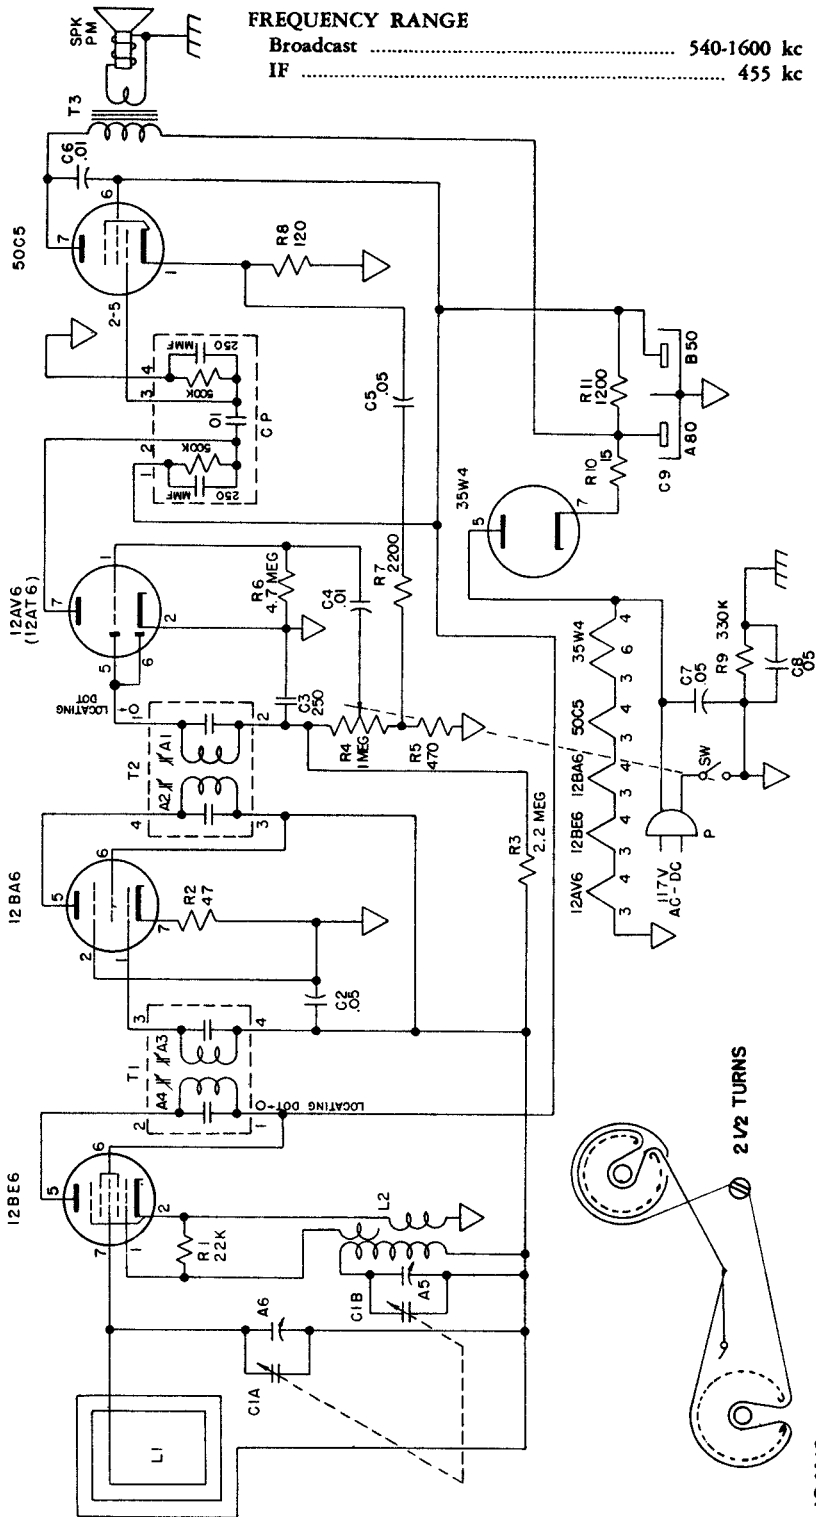 FREQUENCY RANGE
Broadcast ........................................................ 540-1600 kc
IF ........................................................................ 455 kc
SPK
PM
T3
C6
.01
50C5
7
6
2-5
1
R8
120
4
3
2
1
250
MMF
500K
.01
CP
500K
MMF
250
C5
.05
12AV6
(12AT6)
7
1
5
6
2
LOCATING
DOT
R6
4.7 MEG
C4
.01
R7
2200
C3
250
1
2
A1
A2
T2
4
3
R4
1 MEG
R5
470
12BA6
5
6
2
1
7
R2
47
C2
.05
R3
2.2 MEG
3
4
A3
A4
T1
2
1
LOCATING DOT
12BE6
5
6
7
1
2
R1
22K
L2
C1B
A5
A6
C1A
L1
R11
1200
R10
15
C9
A80
B50
35W4
5
7
12AV6
12BE6
12BA6
50C5
35W4
3
4
3
4
3
4
3
4
3
6
4
117V
AC-DC
P
SW
C7
.05
R9
330K
C8
.05
2 1/2 TURNS